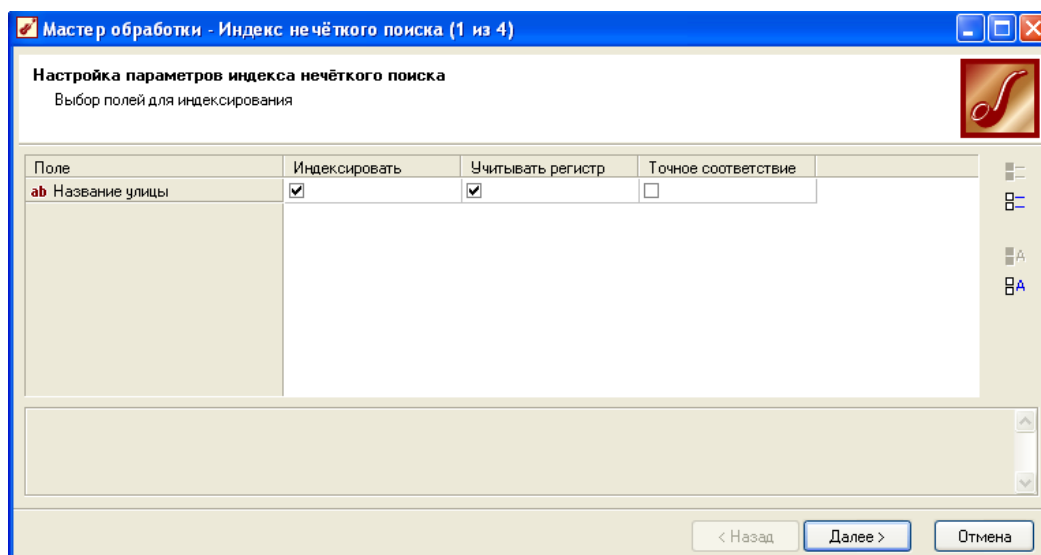 Мастер обработки - Индекс нечёткого поиска (1 из 4)
Настройка параметров индекса нечёткого поиска
Выбор полей для индексирования
Поле Индексировать Учитывать регистр Точное соответствие
ab Название улицы
A
A
< Назад Далее > Отмена